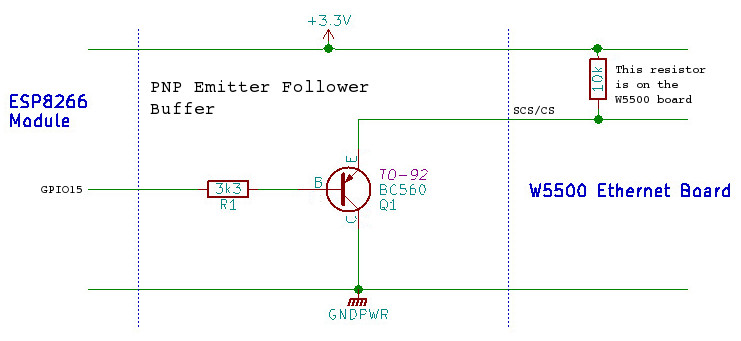 +3.3V
PNP Emitter Follower
Buffer
ESP8266
Module
10k
This resistor
is on the
W5500 board
SCS/CS
GPIO15
3k3
R1
B
E
C
TO-92
BC560
Q1
W5500 Ethernet Board
GNDPWR